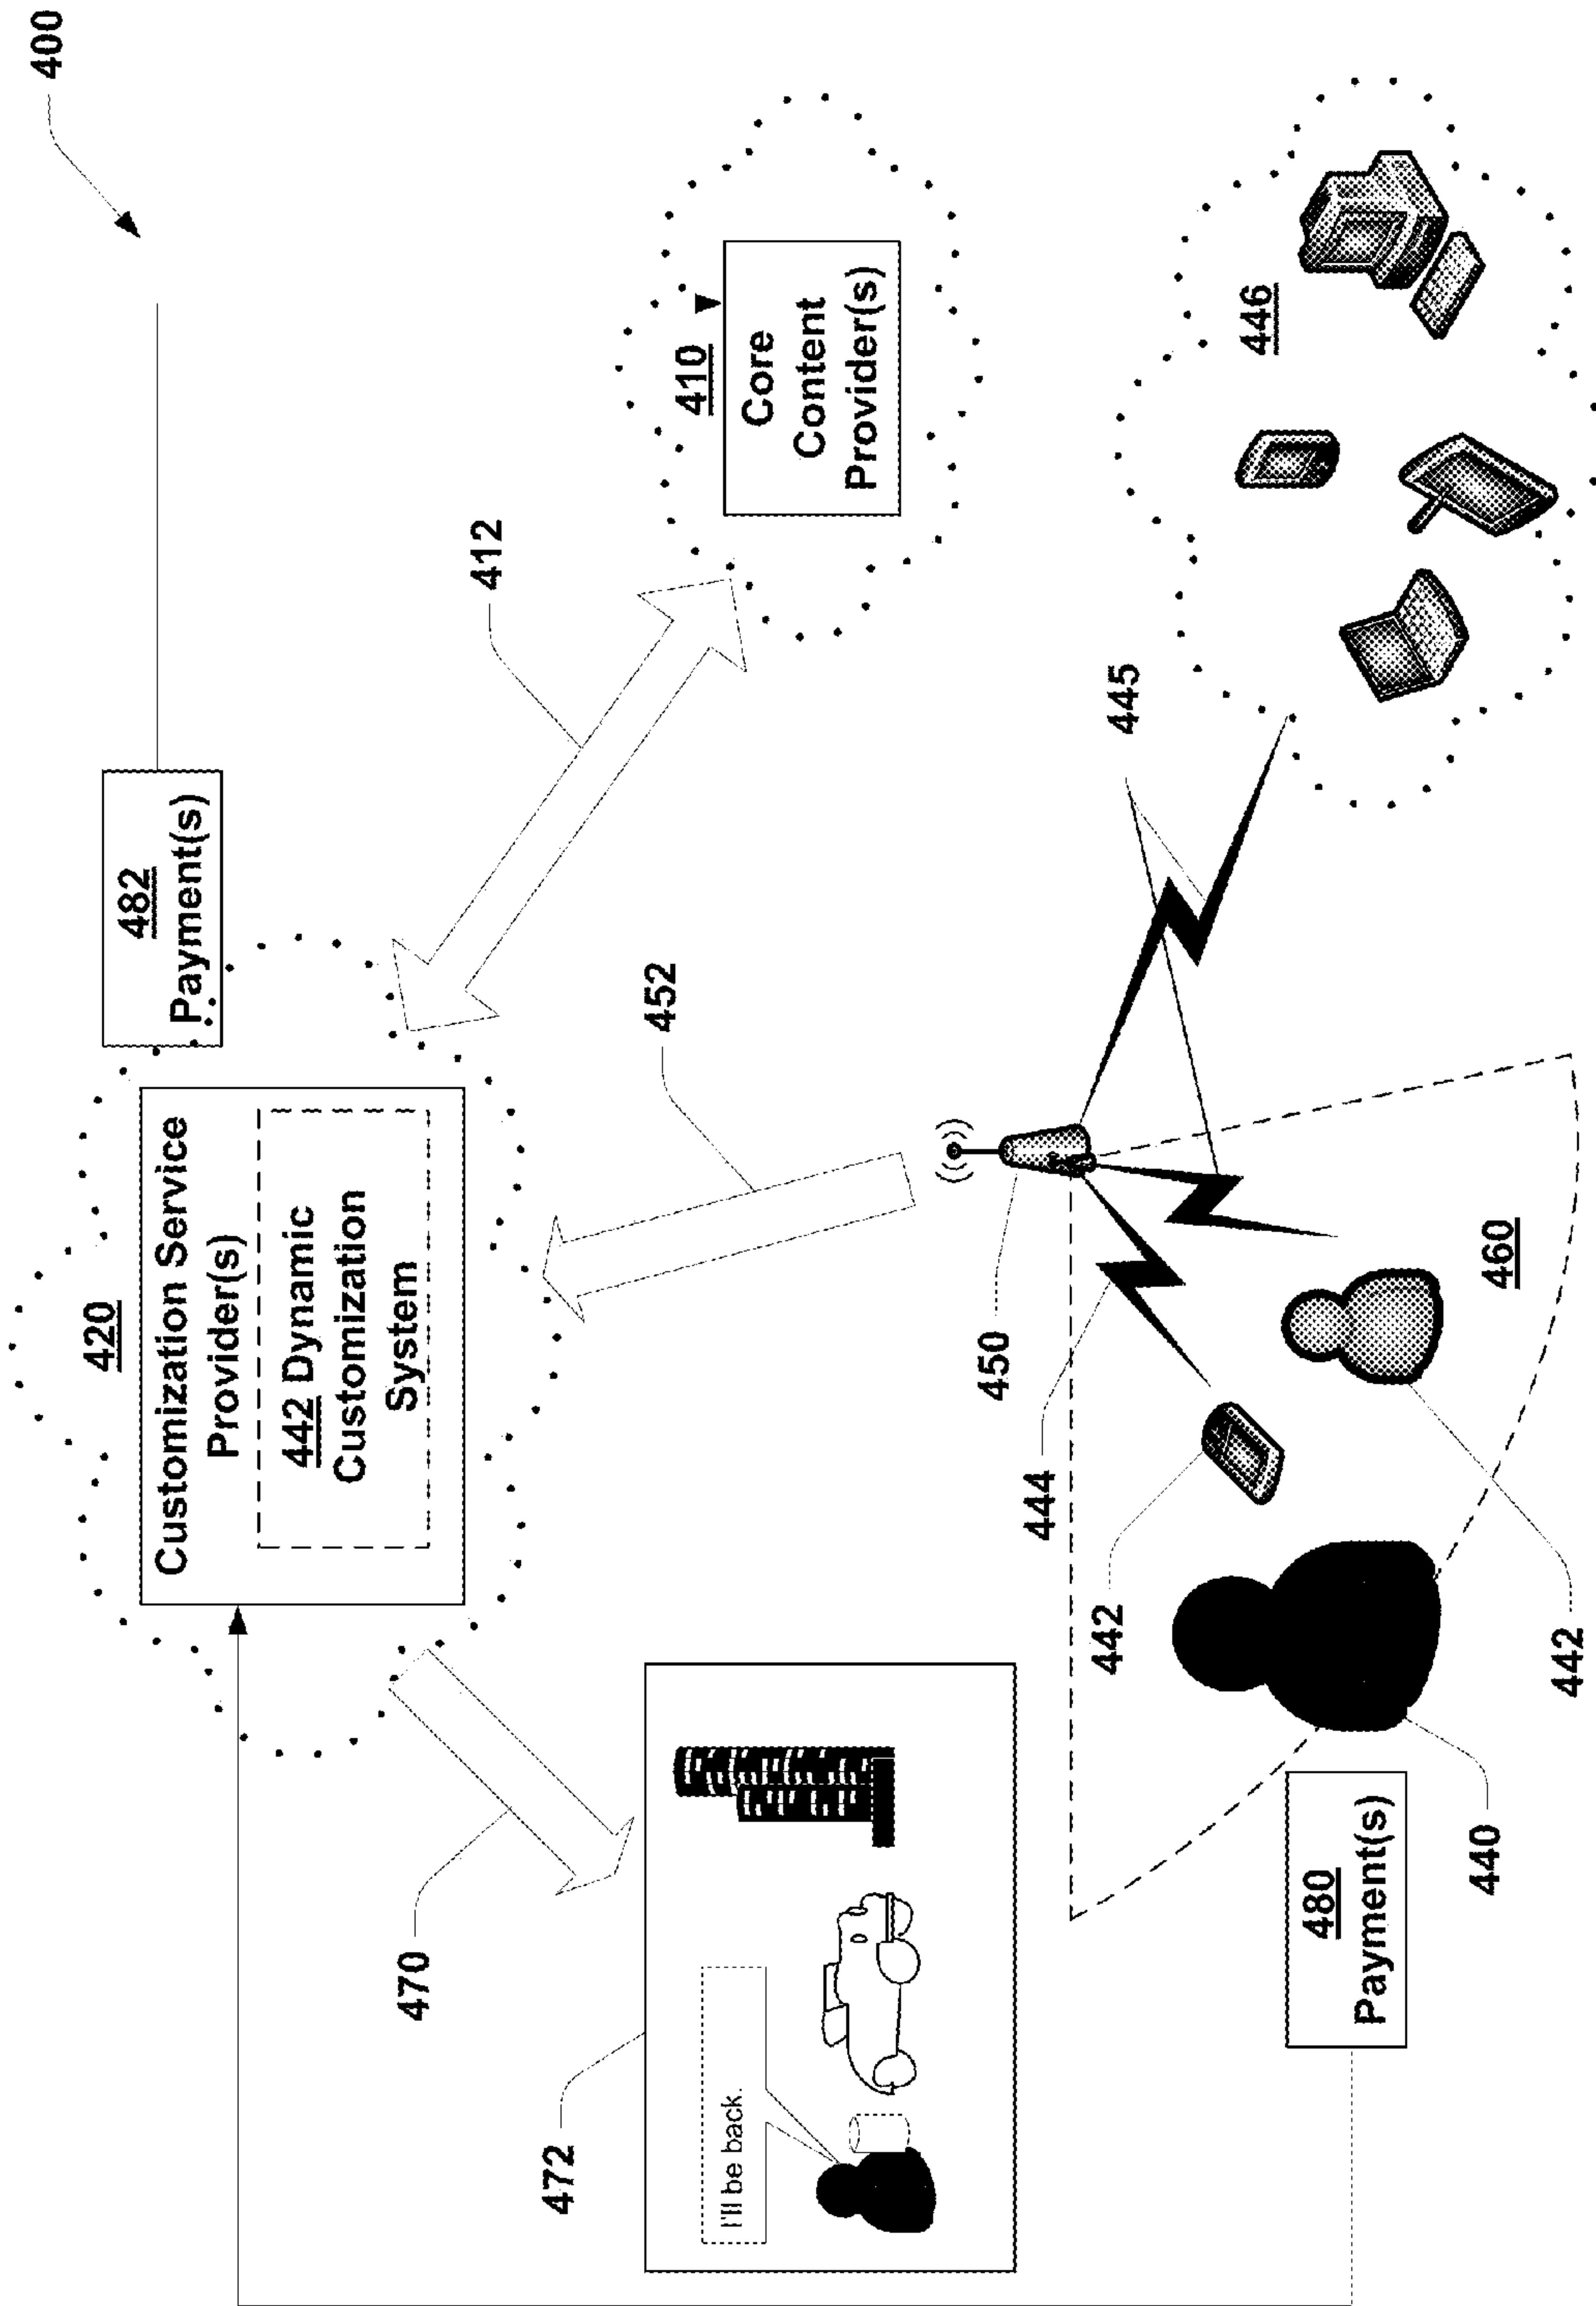 400
482
Payment(s)
420
Customization Service
Provider(s)
442 Dynamic
Customization
System
412
410
Core
Content
Provider(s)
470
452
472
I'll be back.
450
445
446
444
442
460
480
Payment(s)
440
442